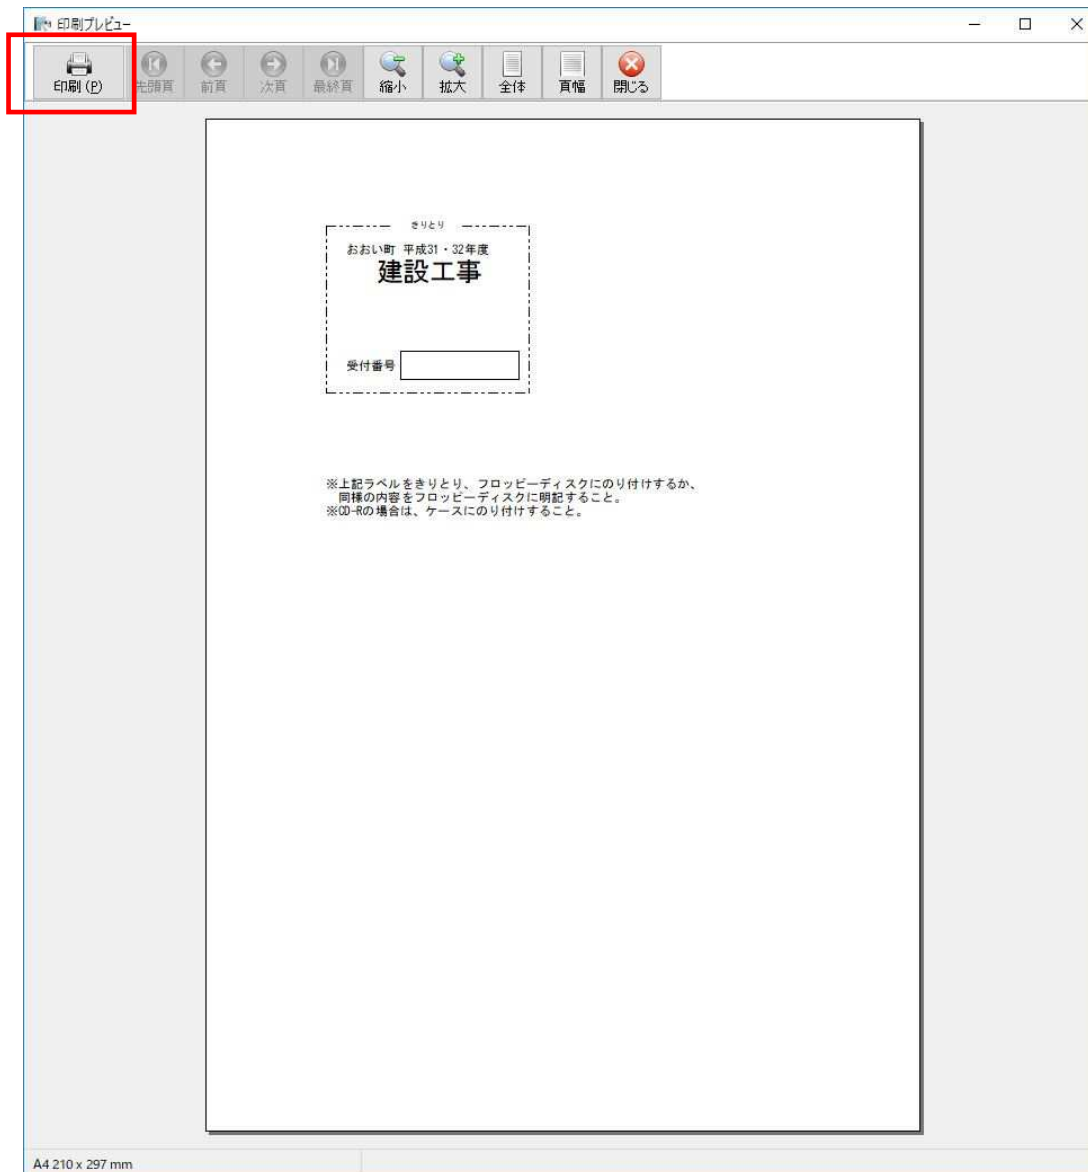 印刷プレビュー
印刷(P) 先頭頁 前頁 次頁 最終頁 縮小 拡大 全体 頁幅 閉じる
きりとり
おおい町 平成31・32年度
建設工事
受付番号
※上記ラベルをきりとり、フロッピーディスクにのり付けするか、
同様の内容をフロッピーディスクに明記すること。
※CD-Rの場合は、ケースにのり付けすること。
A4 210 x 297 mm